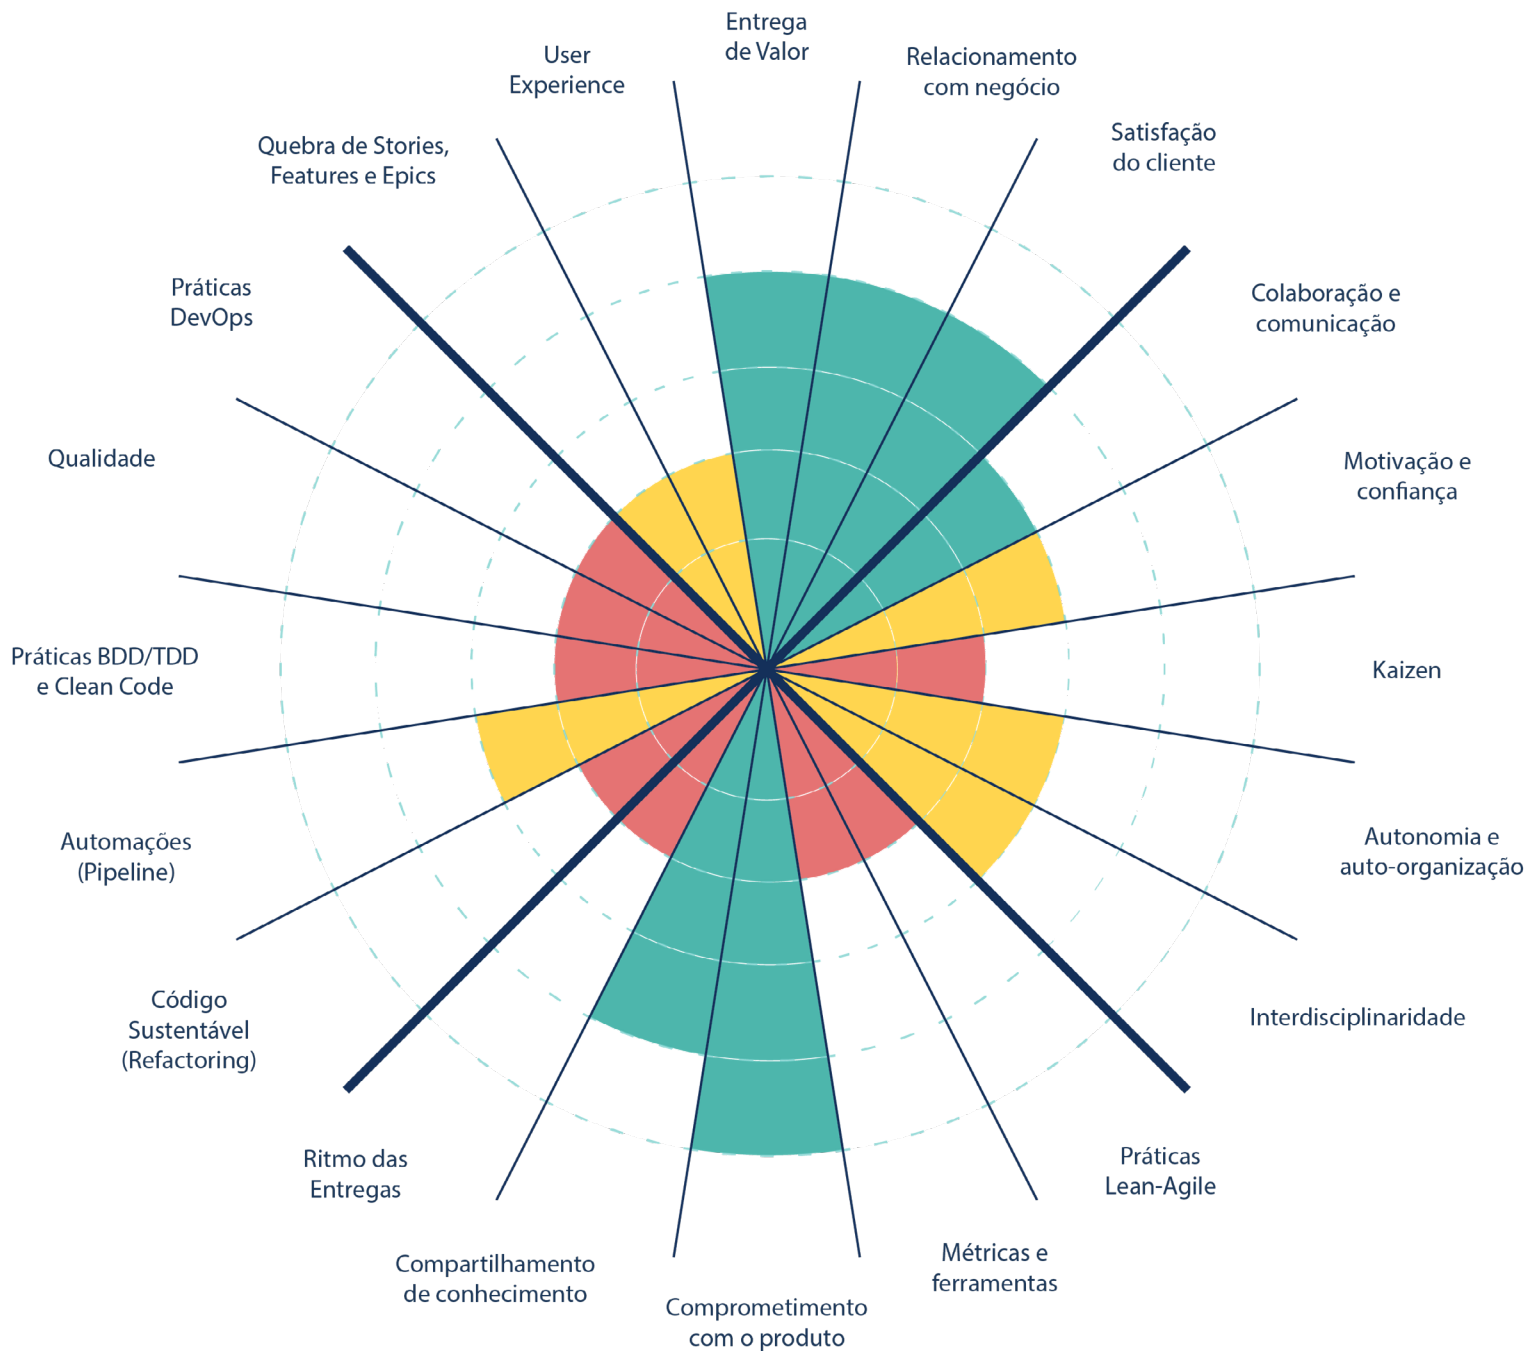 Entrega
de Valor
Relacionamento
com negócio
Satisfação
do cliente
Colaboração e
comunicação
Motivação e
confiança
Kaizen
Autonomia e
auto-organização
Interdisciplinaridade
Práticas
Lean-Agile
Métricas e
ferramentas
Comprometimento
com o produto
Compartilhamento
de conhecimento
Ritmo das
Entregas
Código
Sustentável
(Refactoring)
Automações
(Pipeline)
Práticas BDD/TDD
e Clean Code
Qualidade
Práticas
DevOps
Quebra de Stories,
Features e Epics
User
Experience